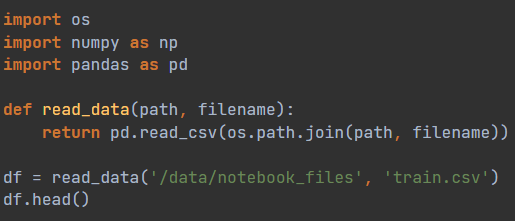 import os
import numpy as np
import pandas as pd
def read_data(path, filename):
    return pd.read_csv(os.path.join(path, filename))
df = read_data('/data/notebook_files', 'train.csv')
df.head()